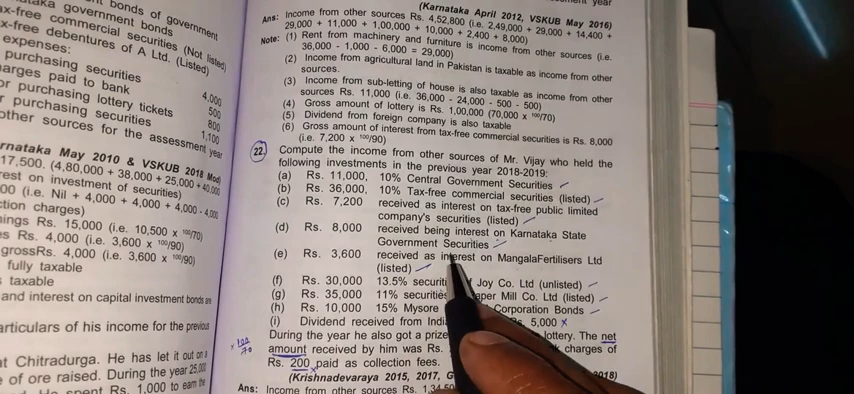 bonds of government
government bonds
x-free commercial securities (Not listed)
x-free debentures of A Ltd. (Listed)
expenses:
purchasing securities 4,000
arges paid to bank 500
or purchasing lottery tickets 800
r purchasing securities 1,100
other sources for the assessment year
rnataka May 2010 & VSKUB 2018 Mod)
17,500. (4,80,000 + 38,000 + 25,000 + 40,000
rest on investment of securities)
00 (i.e. Nil + 4,000 + 4,000 + 4,000 - 4,000
ction charges)
nings Rs. 15,000 (i.e. 10,500 x 100/70)
es Rs. 4,000 (i.e. 3,600 x 100/90)
grossRs. 4,000 (i.e. 3,600 x 100/90)
fully taxable
s taxable
and interest on capital investment bonds are
articulars of his income for the previous
at Chitradurga. He has let it out on a
of ore raised. During the year 25,000
He spent Rs. 1,000 to earn the
year
(Karnataka April 2012, VSKUB May 2016)
Ans: Income from other sources Rs. 4,52,800 (i.e. 2,49,000 + 29,000 + 14,400 +
29,000 + 11,000 + 1,00,000 + 10,000 + 2,400 + 8,000)
Note: (1) Rent from machinery and furniture is income from other sources (i.e.
36,000 - 1,000 - 6,000 = 29,000)
(2) Income from agricultural land in Pakistan is taxable as income from other
sources.
(3) Income from sub-letting of house is also taxable as income from other
sources Rs. 11,000 (i.e. 36,000 - 24,000 - 500 - 500)
(4) Gross amount of lottery is Rs. 1,00,000 (70,000 x 100/70)
(5) Dividend from foreign company is also taxable
(6) Gross amount of interest from tax-free commercial securities is Rs. 8,000
(i.e. 7,200 x 100/90)
22. Compute the income from other sources of Mr. Vijay who held the
following investments in the previous year 2018-2019:
(a) Rs. 11,000, 10% Central Government Securities
(b) Rs. 36,000, 10% Tax-free commercial securities (listed)
(c) Rs. 7,200 received as interest on tax-free public limited
company's securities (listed)
(d) Rs. 8,000 received being interest on Karnataka State
Government Securities
(e) Rs. 3,600 received as interest on MangalaFertilisers Ltd
(listed)
(f) Rs. 30,000 13.5% securiti Joy Co. Ltd (unlisted)
(g) Rs. 35,000 11% securities aper Mill Co. Ltd (listed)
(h) Rs. 10,000 15% Mysore Corporation Bonds
(i) Dividend received from Indi Rs. 5,000 x
During the year he also got a prize lottery. The net
x 100/70 amount received by him was Rs. charges of
Rs. 200 paid as collection fees.
(Krishnadevaraya 2015, 2017, G 2018)
Ans: Income from other sources Rs. 1,34,50